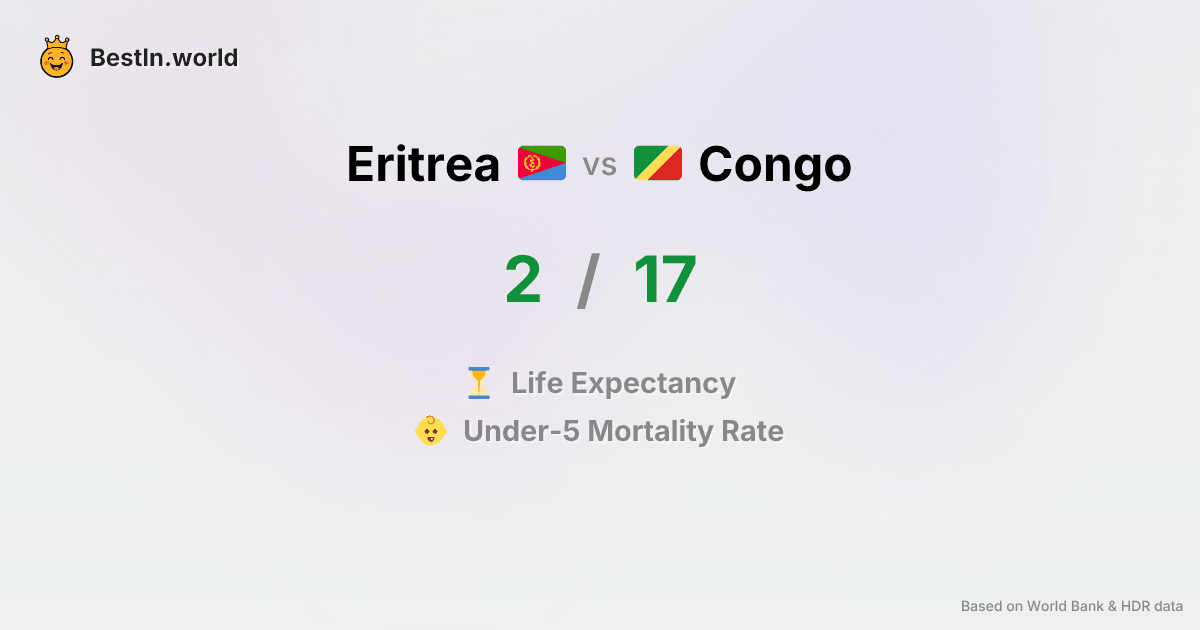 BestIn.world
Eritrea vs Congo
2 / 17
Life Expectancy
Under-5 Mortality Rate
Based on World Bank & HDR data